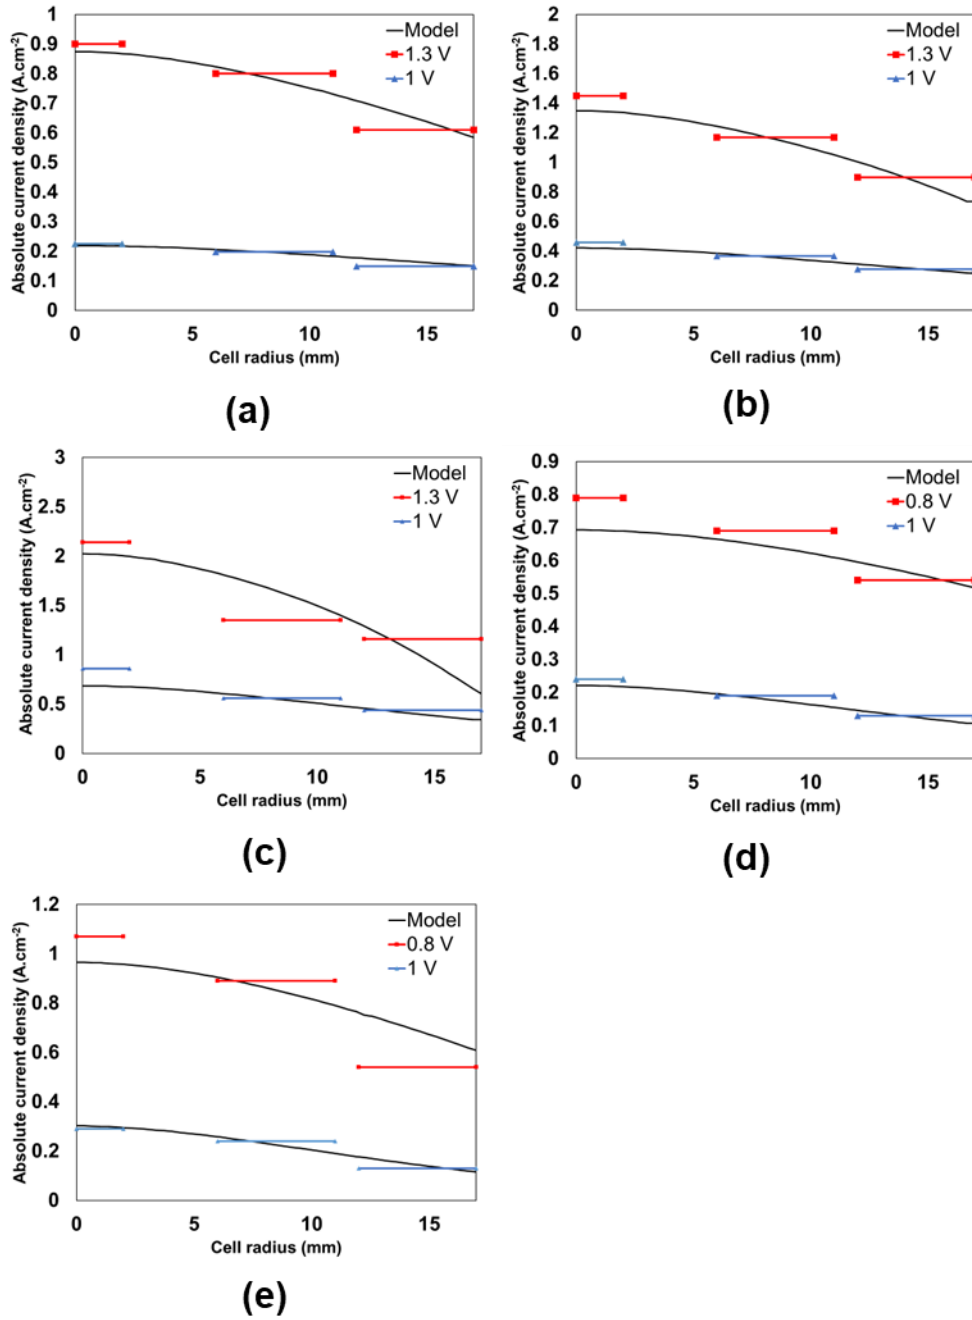 Absolute current density (A.cm-2)
1
0.9
0.8
0.7
0.6
0.5
0.4
0.3
0.2
0.1
0
Model
1.3 V
1 V
0 5 10 15
Cell radius (mm)
(a)
Absolute current density (A.cm-2)
2
1.8
1.6
1.4
1.2
1
0.8
0.6
0.4
0.2
0
Model
1.3 V
1 V
0 5 10 15
Cell radius (mm)
(b)
Absolute current density (A.cm-2)
3
2.5
2
1.5
1
0.5
0
Model
1.3 V
1 V
0 5 10 15
Cell radius (mm)
(c)
Absolute current density (A.cm-2)
0.9
0.8
0.7
0.6
0.5
0.4
0.3
0.2
0.1
0
Model
0.8 V
1 V
0 5 10 15
Cell radius (mm)
(d)
Absolute current density (A.cm-2)
1.2
1
0.8
0.6
0.4
0.2
0
Model
0.8 V
1 V
0 5 10 15
Cell radius (mm)
(e)